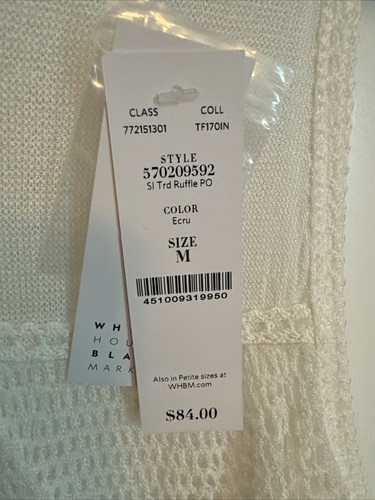 CLASS COLL
772151301 TF170IN
STYLE
570209592
Sl Trd Ruffle PO
COLOR
Ecru
SIZE
M
451009319950
Also in Petite sizes at
WHBM.com
$84.00
WH
HOU
BLA
MARK